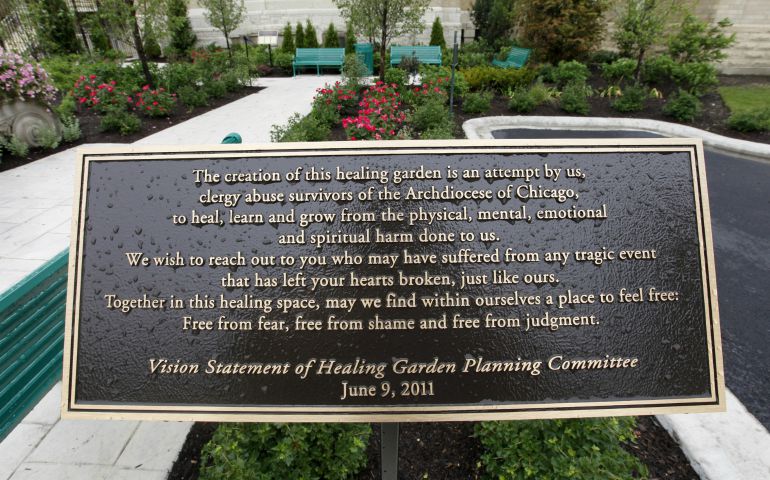 The creation of this healing garden is an attempt by us,
clergy abuse survivors of the Archdiocese of Chicago,
to heal, learn and grow from the physical, mental, emotional
and spiritual harm done to us.
We wish to reach out to you who may have suffered from any tragic event
that has left your hearts broken, just like ours.
Together in this healing space, may we find within ourselves a place to feel free:
Free from fear, free from shame and free from judgment.
Vision Statement of Healing Garden Planning Committee
June 9, 2011